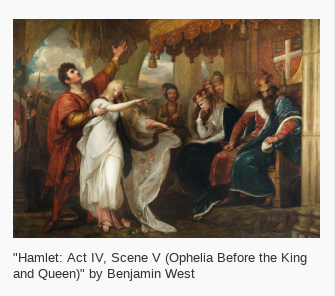 "Hamlet: Act IV, Scene V (Ophelia Before the King
and Queen)" by Benjamin West